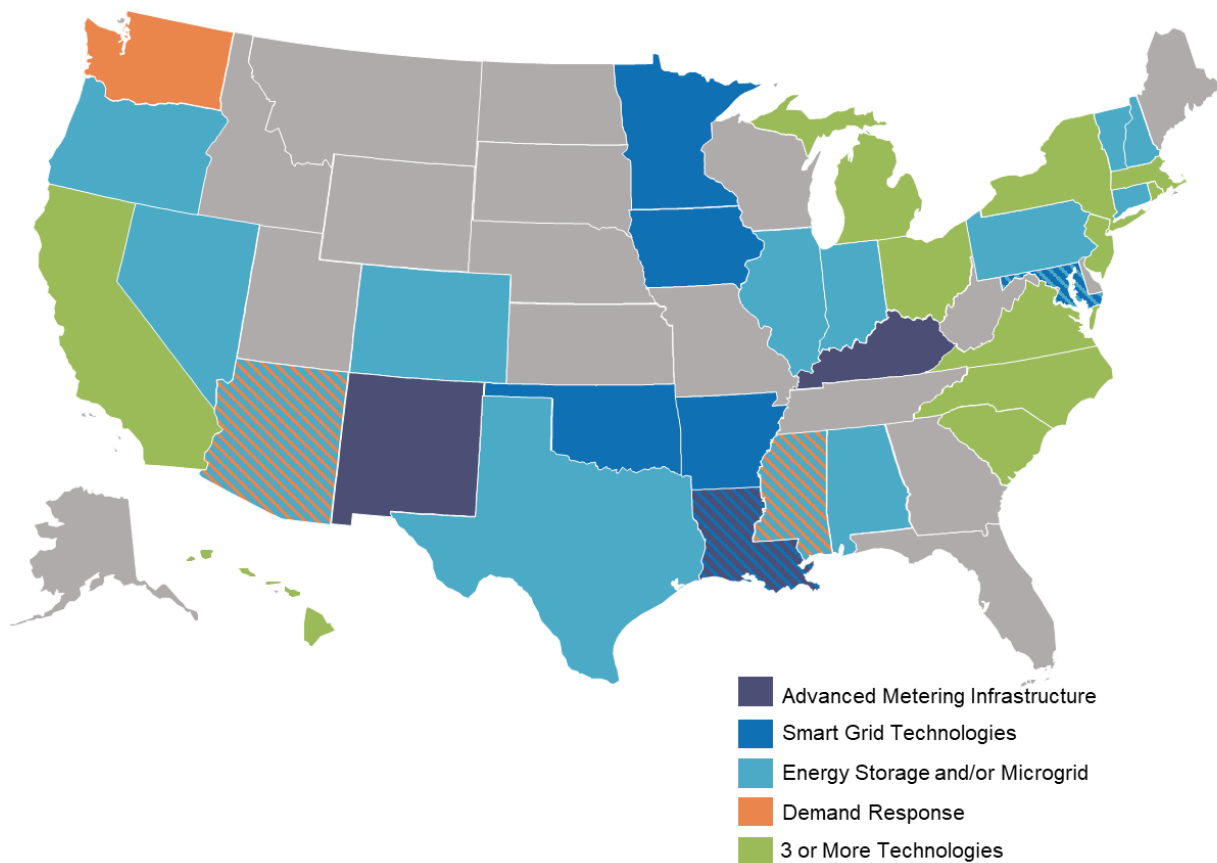 Advanced Metering Infrastructure
Smart Grid Technologies
Energy Storage and/or Microgrid
Demand Response
3 or More Technologies